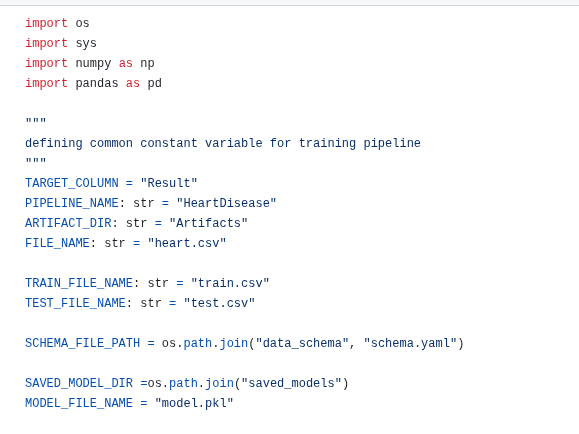 import os
import sys
import numpy as np
import pandas as pd
"""
defining common constant variable for training pipeline
"""
TARGET_COLUMN = "Result"
PIPELINE_NAME: str = "HeartDisease"
ARTIFACT_DIR: str = "Artifacts"
FILE_NAME: str = "heart.csv"
TRAIN_FILE_NAME: str = "train.csv"
TEST_FILE_NAME: str = "test.csv"
SCHEMA_FILE_PATH = os.path.join("data_schema", "schema.yaml")
SAVED_MODEL_DIR =os.path.join("saved_models")
MODEL_FILE_NAME = "model.pkl"